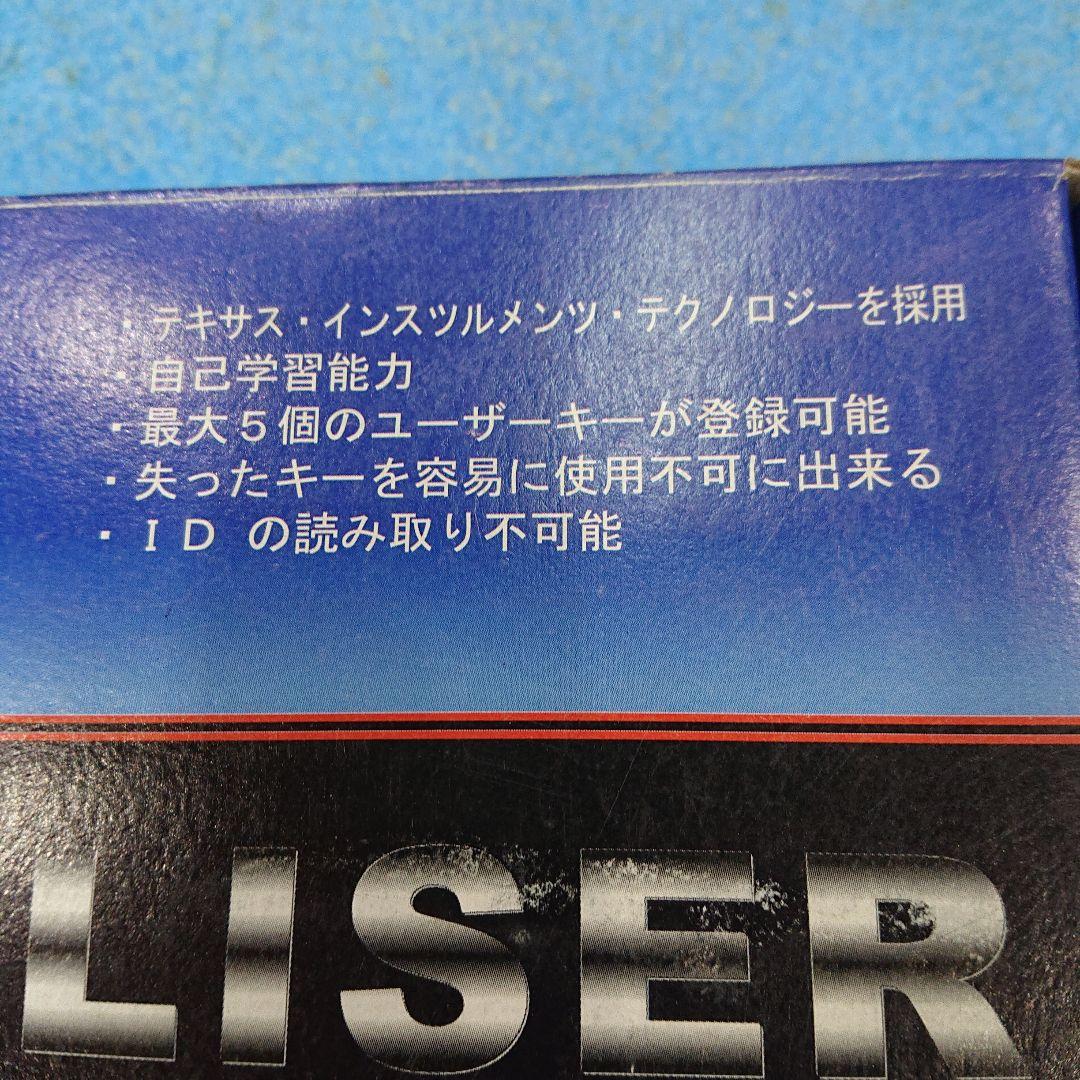 ・テキサス・インスツルメンツ・テクノロジーを採用
・自己学習能力
・最大５個のユーザーキーが登録可能
・失ったキーを容易に使用不可に出来る
・ＩＤ の読み取り不可能
LISER